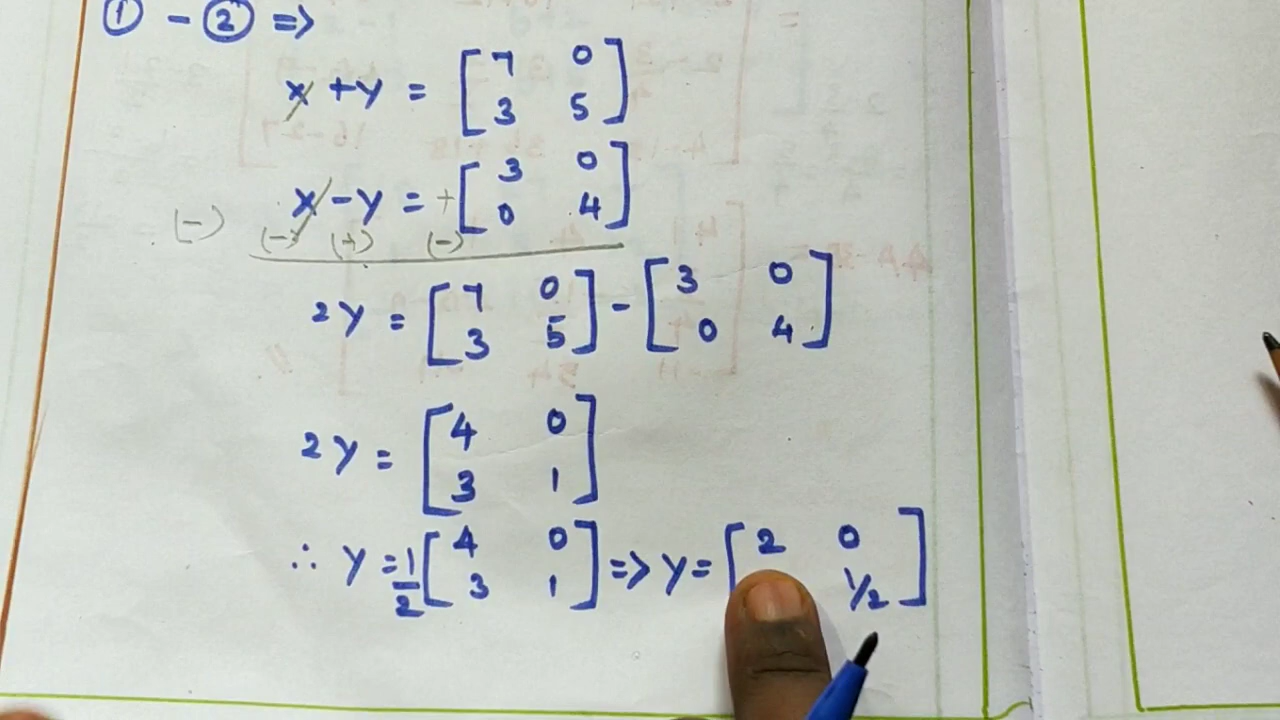 ① - ② =>
x + y = [7 0
3 5]
x - y = +[3 0
0 4]
(-) (-) (+) (-)
2y = [7 0
3 5] - [3 0
0 4]
2y = [4 0
3 1]
∴ y = 1/2 [4 0
3 1] => y = [2 0
1/2]